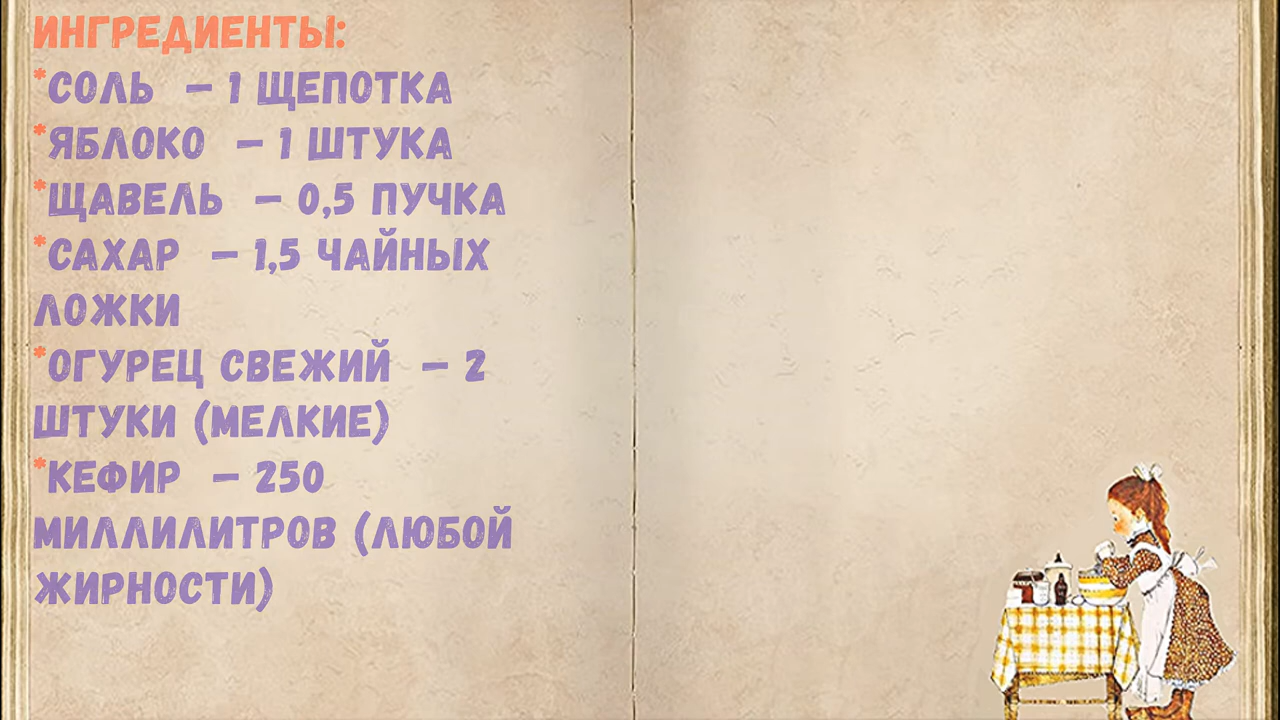 ИНГРЕДИЕНТЫ:
*СОЛЬ – 1 ЩЕПОТКА
*ЯБЛОКО – 1 ШТУКА
*ЩАВЕЛЬ – 0,5 ПУЧКА
*САХАР – 1,5 ЧАЙНЫХ
ЛОЖКИ
*ОГУРЕЦ СВЕЖИЙ – 2
ШТУКИ (МЕЛКИЕ)
*КЕФИР – 250
МИЛЛИЛИТРОВ (ЛЮБОЙ
ЖИРНОСТИ)